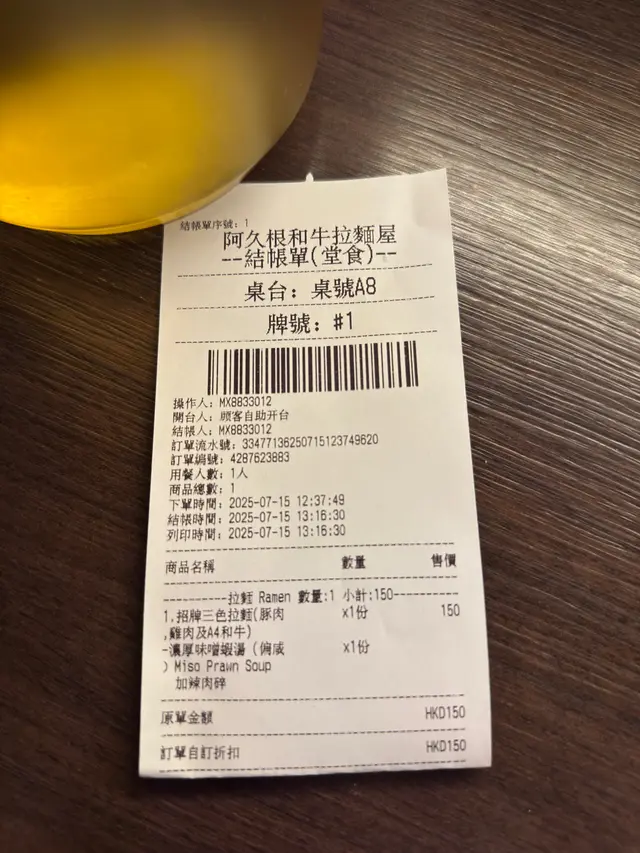 結帳單序號: 1
阿久根和牛拉麵屋
--結帳單(堂食)--
桌台: 桌號A8
牌號: #1
操作人: MX8833012
開台人: 顾客自助开台
結帳人: MX8833012
訂單流水號: 33477136250715123749620
訂單編號: 4287623883
用餐人數: 1人
商品總數: 1
下單時間: 2025-07-15 12:37:49
結帳時間: 2025-07-15 13:16:30
列印時間: 2025-07-15 13:16:30
商品名稱 數量 售價
----------拉麵 Ramen 數量:1 小計:150----------
1.招牌三色拉麵(豚肉 x1份 150
,雞肉及A4和牛)
-濃厚味噌蝦湯 (偏咸 x1份
) Miso Prawn Soup
加辣肉碎
原單金額 HKD150
訂單自訂折扣 HKD150